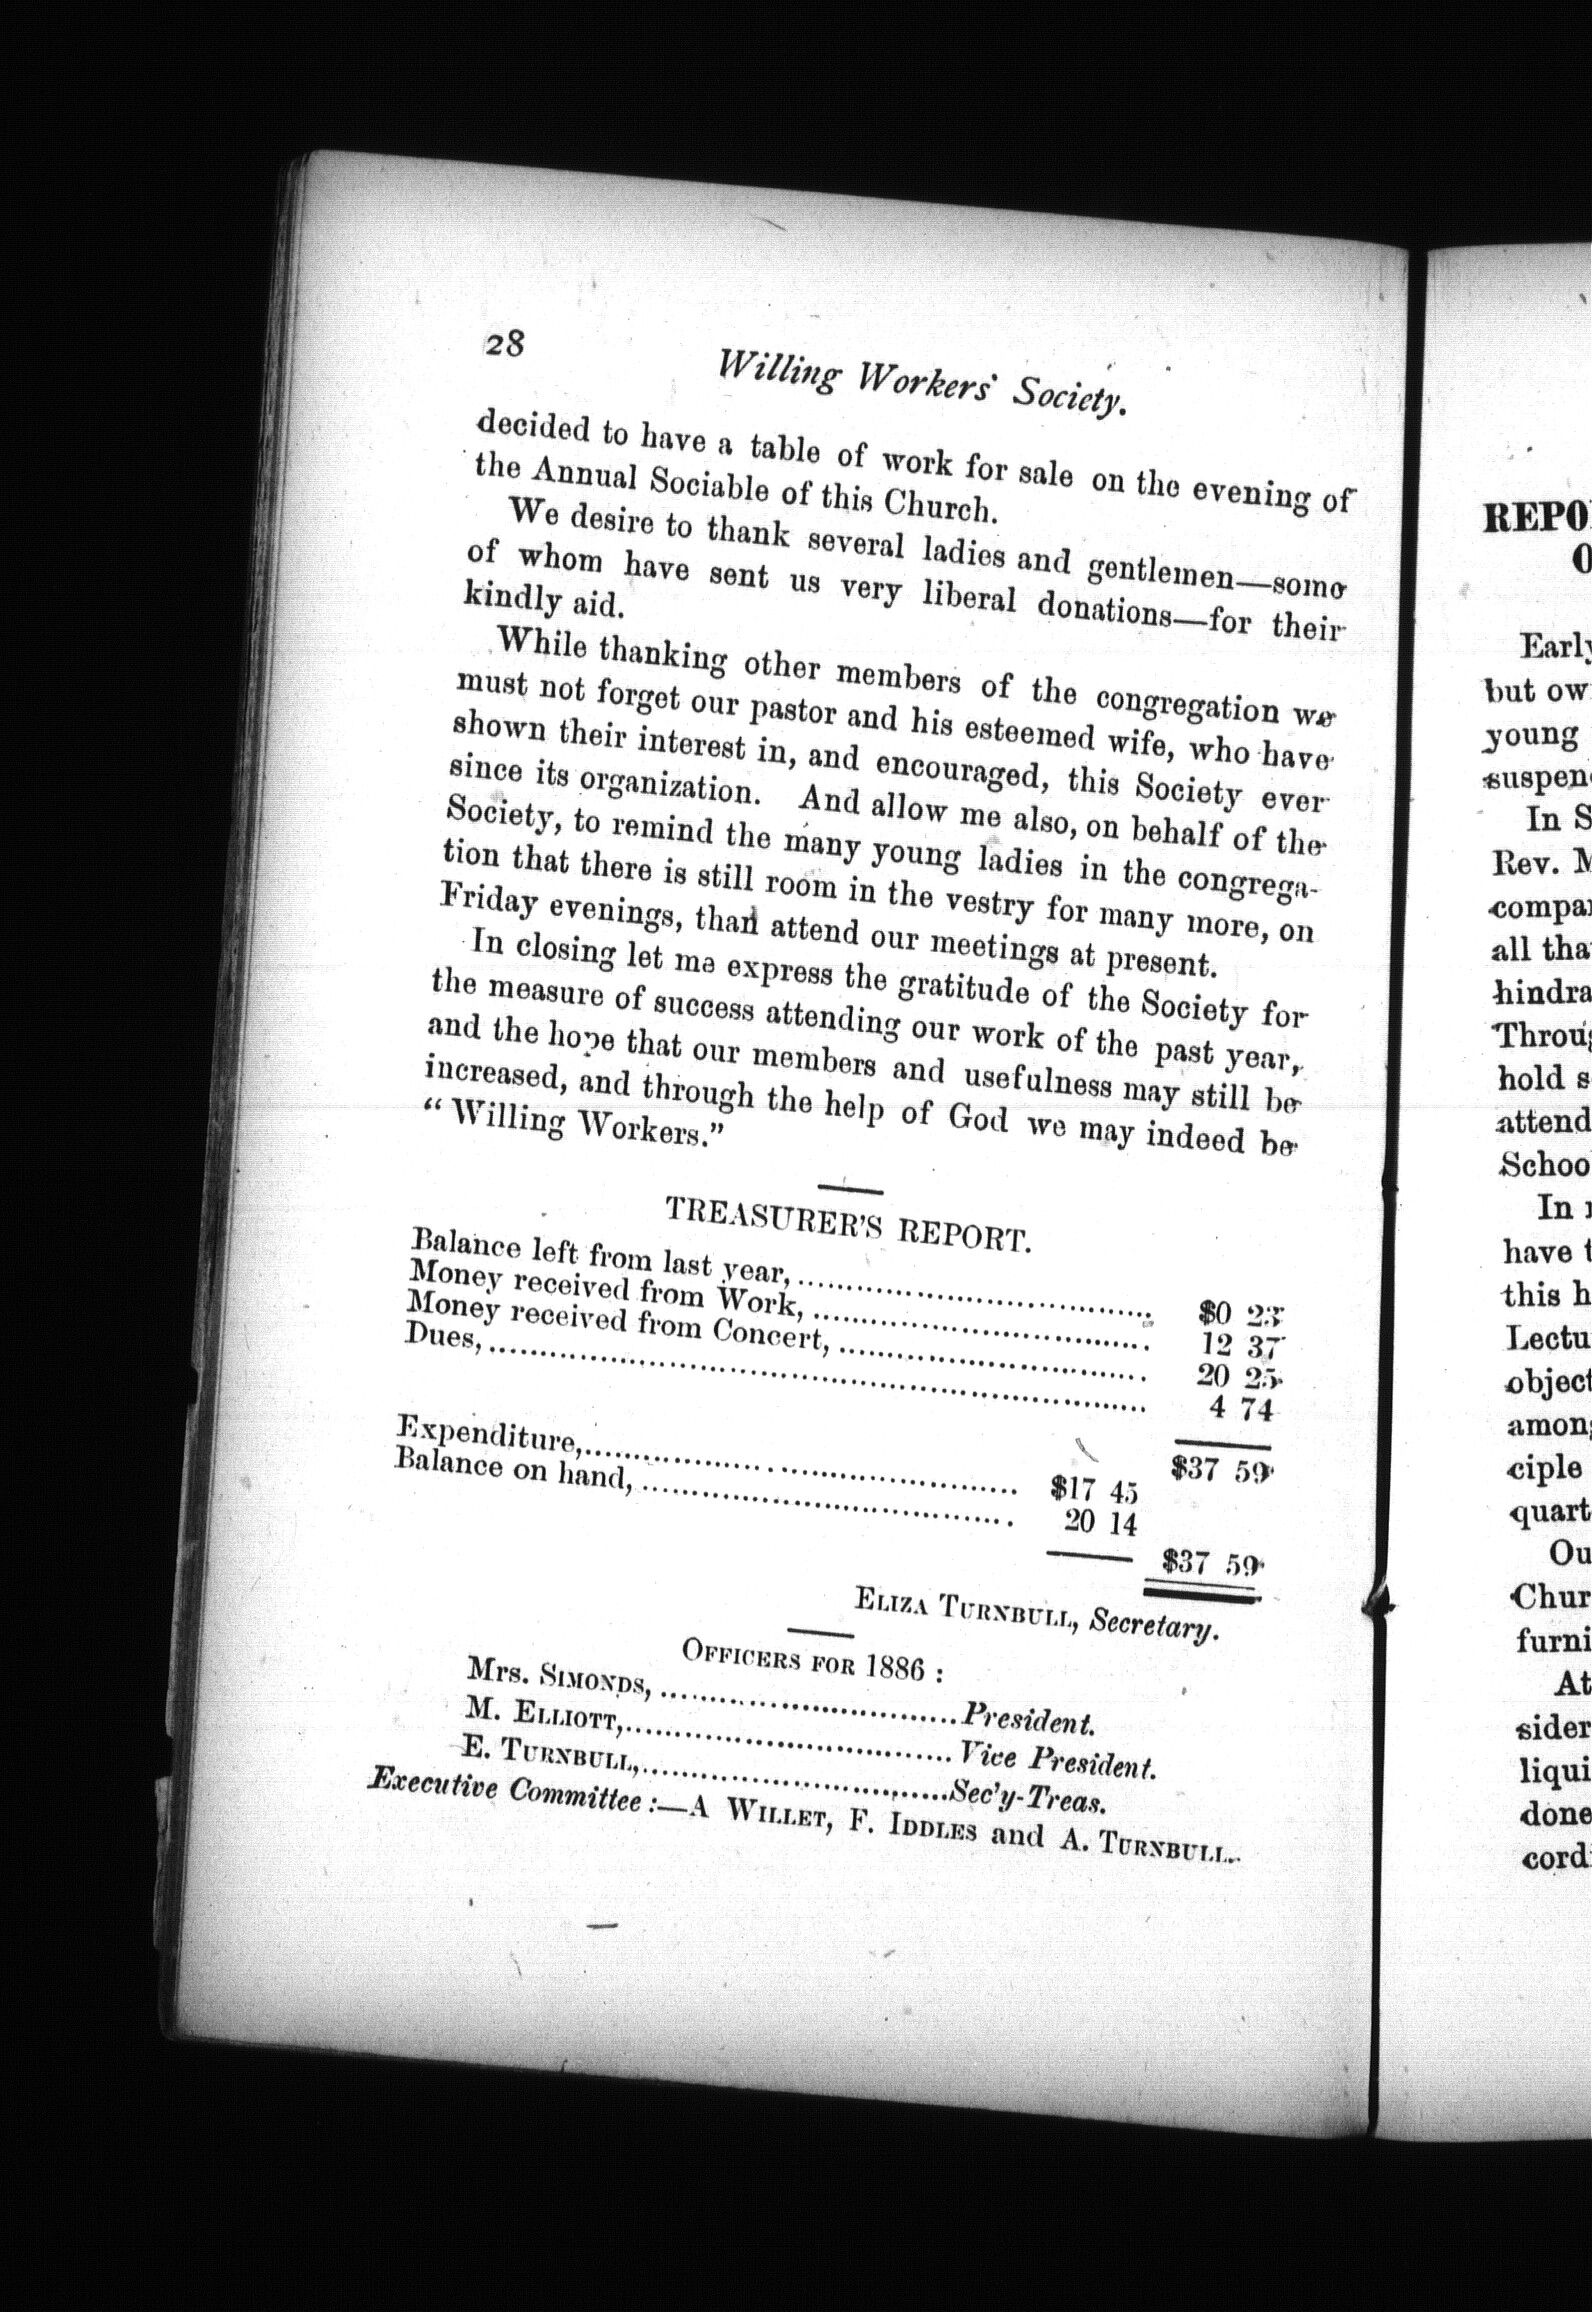 28
Willing Workers' Society.
decided to have a table of work for sale on the evening of
the Annual Sociable of this Church.
We desire to thank several ladies and gentlemen—some
of whom have sent us very liberal donations—for their
kindly aid.
While thanking other members of the congregation we
must not forget our pastor and his esteemed wife, who have
shown their interest in, and encouraged, this Society ever
since its organization. And allow me also, on behalf of the
Society, to remind the many young ladies in the congrega-
tion that there is still room in the vestry for many more, on
Friday evenings, than attend our meetings at present.
In closing let me express the gratitude of the Society for
the measure of success attending our work of the past year,
and the hope that our members and usefulness may still be
increased, and through the help of God we may indeed be
“Willing Workers.”
TREASURER'S REPORT.
Balance left from last year, ........ $0 23
Money received from Work, ........ 12 37
Money received from Concert, ........ 20 25
Dues, ........ 4 74
$37 59
Expenditure, ........ $17 45
Balance on hand, ........ 20 14
$37 59
ELIZA TURNBULL, Secretary.
OFFICERS FOR 1886 :
Mrs. SIMONDS, ........ President.
M. ELLIOTT, ........ Vice President.
E. TURNBULL, ........ Sec'y-Treas.
Executive Committee :—A WILLET, F. IDDLES and A. TURNBULL.
REPO
O
Early
but ow
young
suspen
In S
Rev. M
compa
all tha
hindra
Throug
hold s
attend
Schoo
In
have t
this h
Lectu
object
among
ciple
quart
Ou
Chur
furni
At
sider
liqui
done
cord